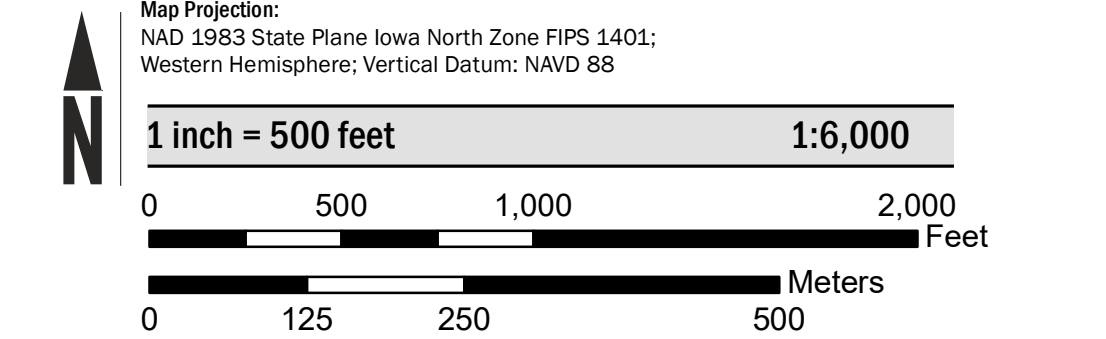 Map Projection:
NAD 1983 State Plane Iowa North Zone FIPS 1401;
Western Hemisphere; Vertical Datum: NAVD 88
N
1 inch = 500 feet 1:6,000
0 500 1,000 2,000
Feet
Meters
0 125 250 500